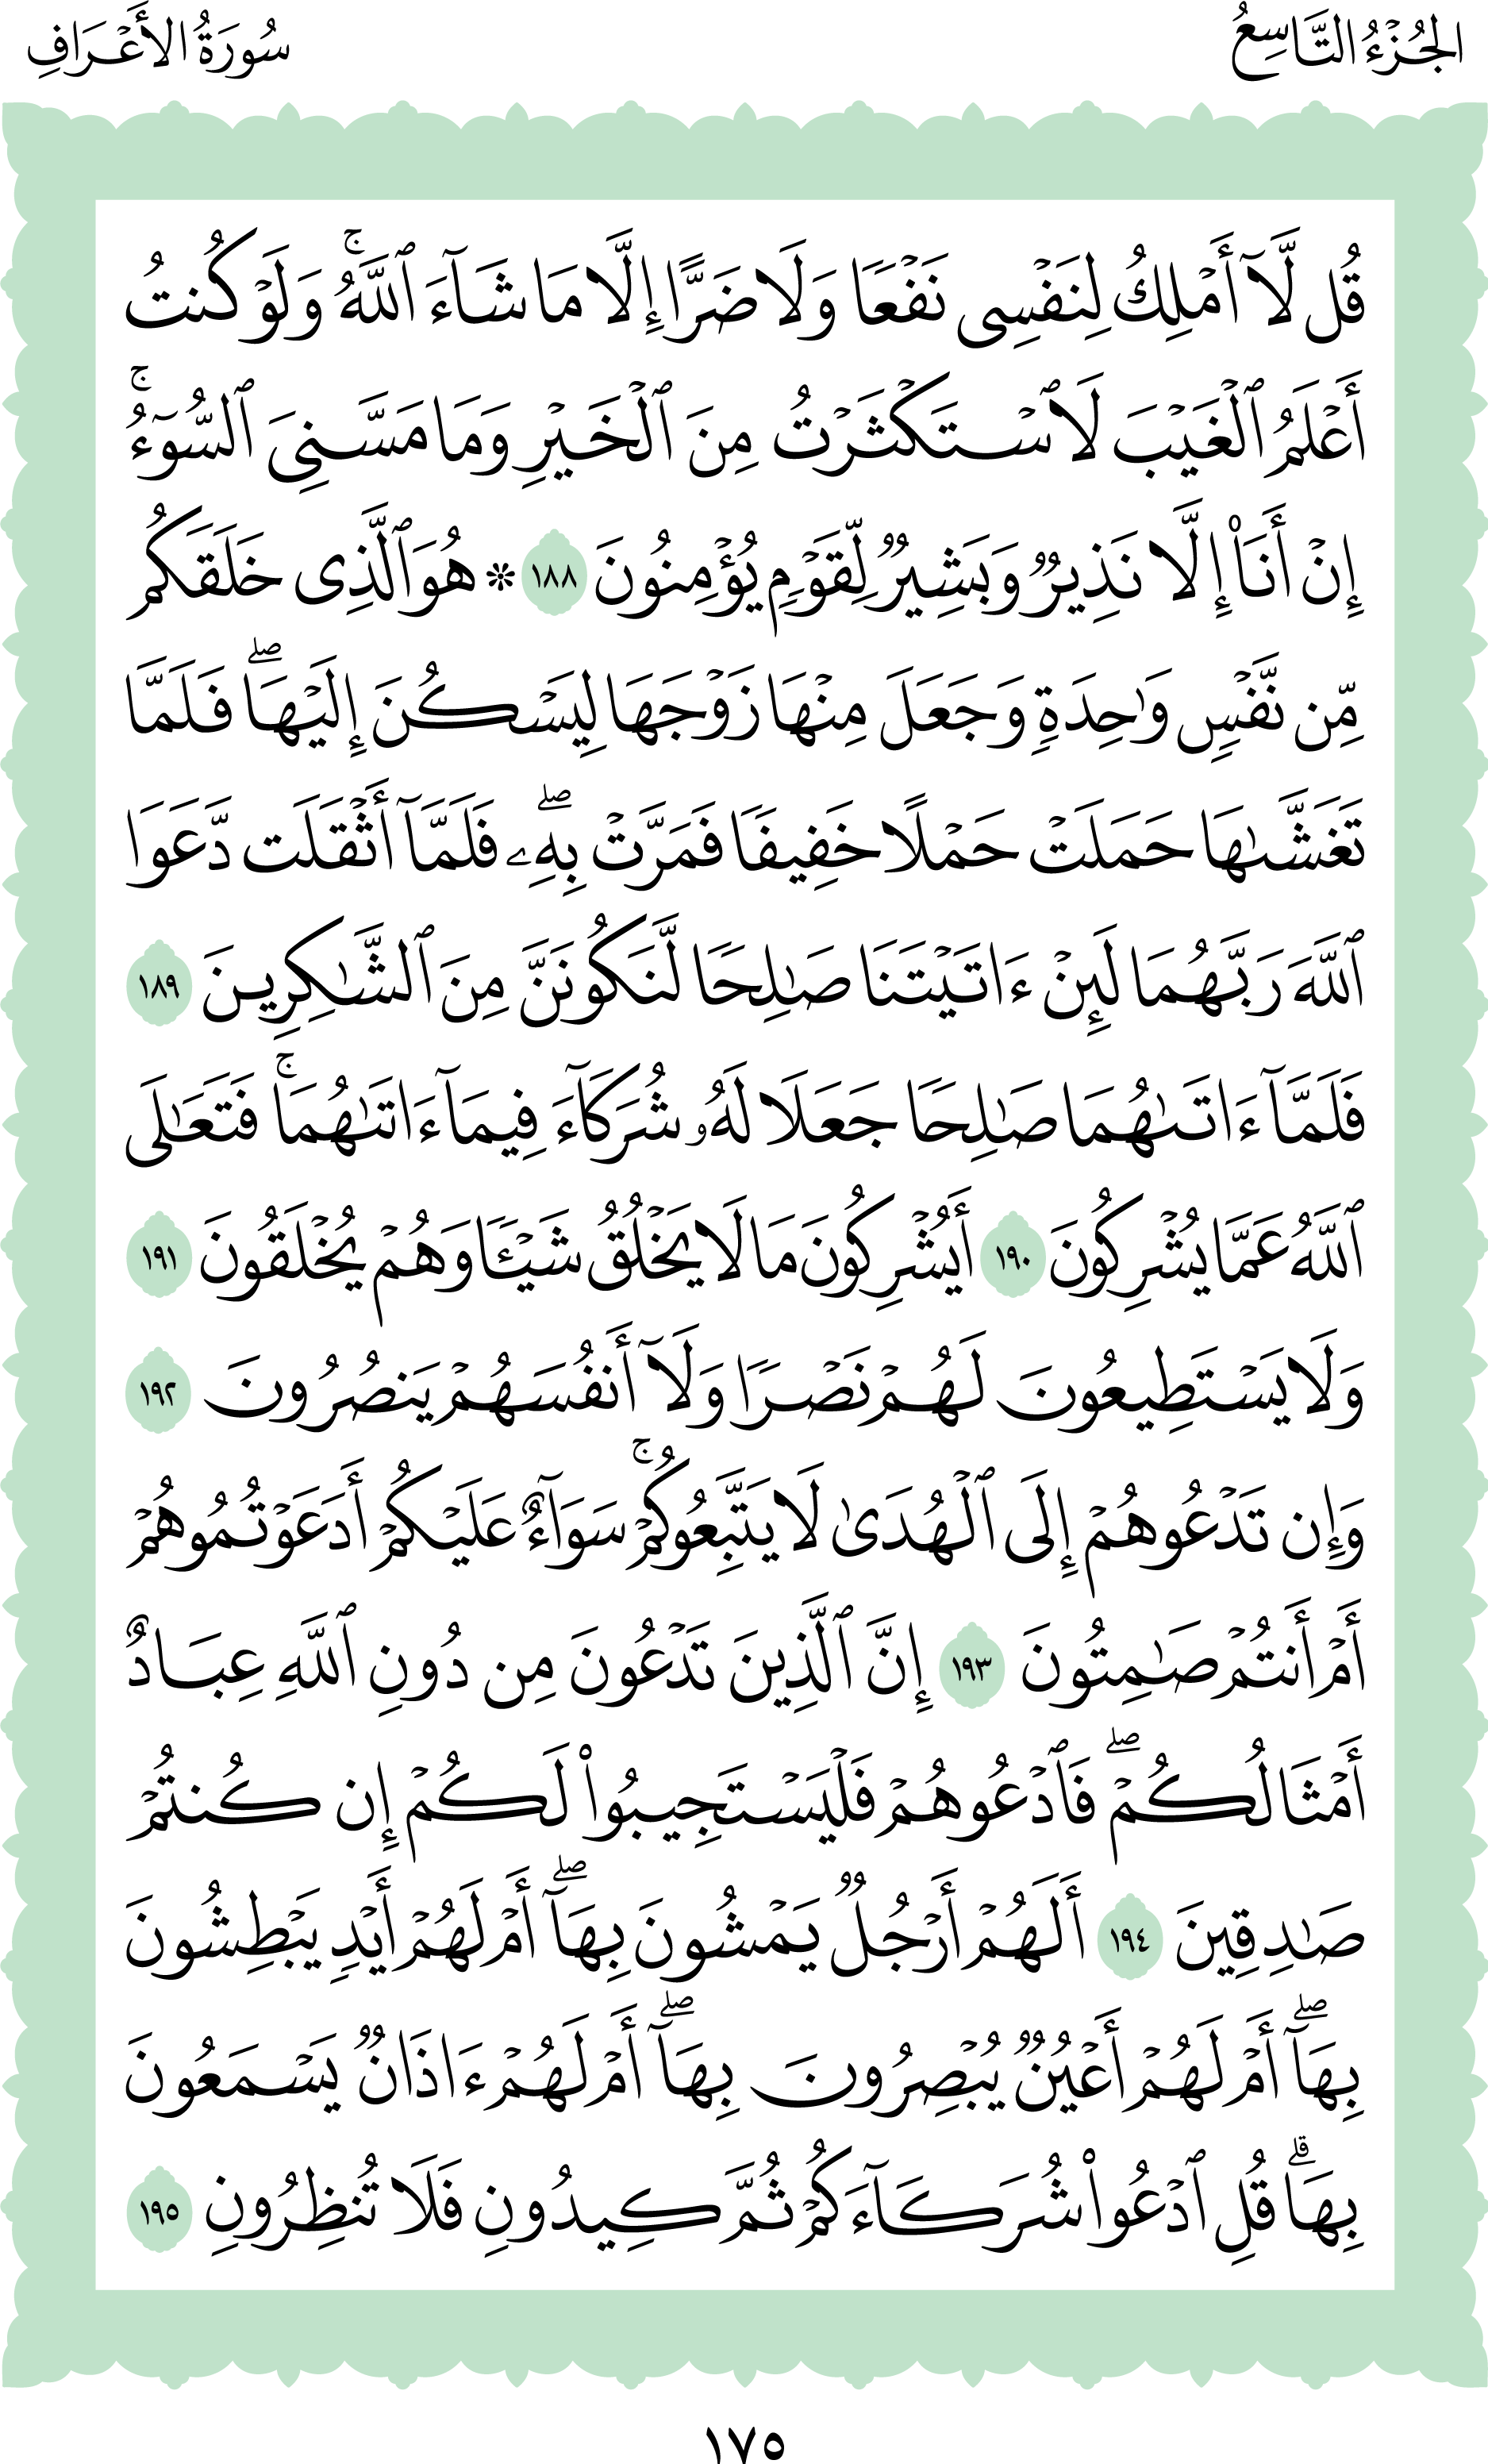 الجُزْءُ التَّاسِعُ
سُورَةُ الأَعْرَافِ
قُل لَّآ أَمْلِكُ لِنَفْسِى نَفْعًا وَلَا ضَرًّا إِلَّا مَا شَآءَ ٱللَّهُ ۚ وَلَوْ كُنتُ
أَعْلَمُ ٱلْغَيْبَ لَٱسْتَكْثَرْتُ مِنَ ٱلْخَيْرِ وَمَا مَسَّنِىَ ٱلسُّوٓءُ ۚ
إِنْ أَنَا۠ إِلَّا نَذِيرٌ وَبَشِيرٌ لِّقَوْمٍ يُؤْمِنُونَ ١٨٨ ۞ هُوَ ٱلَّذِى خَلَقَكُم
مِّن نَّفْسٍ وَٰحِدَةٍ وَجَعَلَ مِنْهَا زَوْجَهَا لِيَسْكُنَ إِلَيْهَا ۖ فَلَمَّا
تَغَشَّىٰهَا حَمَلَتْ حَمْلًا خَفِيفًا فَمَرَّتْ بِهِۦ ۖ فَلَمَّآ أَثْقَلَت دَّعَوَا
ٱللَّهَ رَبَّهُمَا لَئِنْ ءَاتَيْتَنَا صَٰلِحًا لَّنَكُونَنَّ مِنَ ٱلشَّٰكِرِينَ ١٨٩
فَلَمَّآ ءَاتَىٰهُمَا صَٰلِحًا جَعَلَا لَهُۥ شُرَكَآءَ فِيمَآ ءَاتَىٰهُمَا ۚ فَتَعَٰلَى
ٱللَّهُ عَمَّا يُشْرِكُونَ ١٩٠ أَيُشْرِكُونَ مَا لَا يَخْلُقُ شَيْـًٔا وَهُمْ يُخْلَقُونَ ١٩١
وَلَا يَسْتَطِيعُونَ لَهُمْ نَصْرًا وَلَآ أَنفُسَهُمْ يَنصُرُونَ ١٩٢
وَإِن تَدْعُوهُمْ إِلَى ٱلْهُدَىٰ لَا يَتَّبِعُوكُمْ ۚ سَوَآءٌ عَلَيْكُمْ أَدَعَوْتُمُوهُمْ
أَمْ أَنتُمْ صَٰمِتُونَ ١٩٣ إِنَّ ٱلَّذِينَ تَدْعُونَ مِن دُونِ ٱللَّهِ عِبَادٌ
أَمْثَالُكُمْ ۖ فَٱدْعُوهُمْ فَلْيَسْتَجِيبُوا۟ لَكُمْ إِن كُنتُمْ
صَٰدِقِينَ ١٩٤ أَلَهُمْ أَرْجُلٌ يَمْشُونَ بِهَآ ۖ أَمْ لَهُمْ أَيْدٍ يَبْطِشُونَ
بِهَآ ۖ أَمْ لَهُمْ أَعْيُنٌ يُبْصِرُونَ بِهَآ ۖ أَمْ لَهُمْ ءَاذَانٌ يَسْمَعُونَ
بِهَا ۗ قُلِ ٱدْعُوا۟ شُرَكَآءَكُمْ ثُمَّ كِيدُونِ فَلَا تُنظِرُونِ ١٩٥
١٧٥